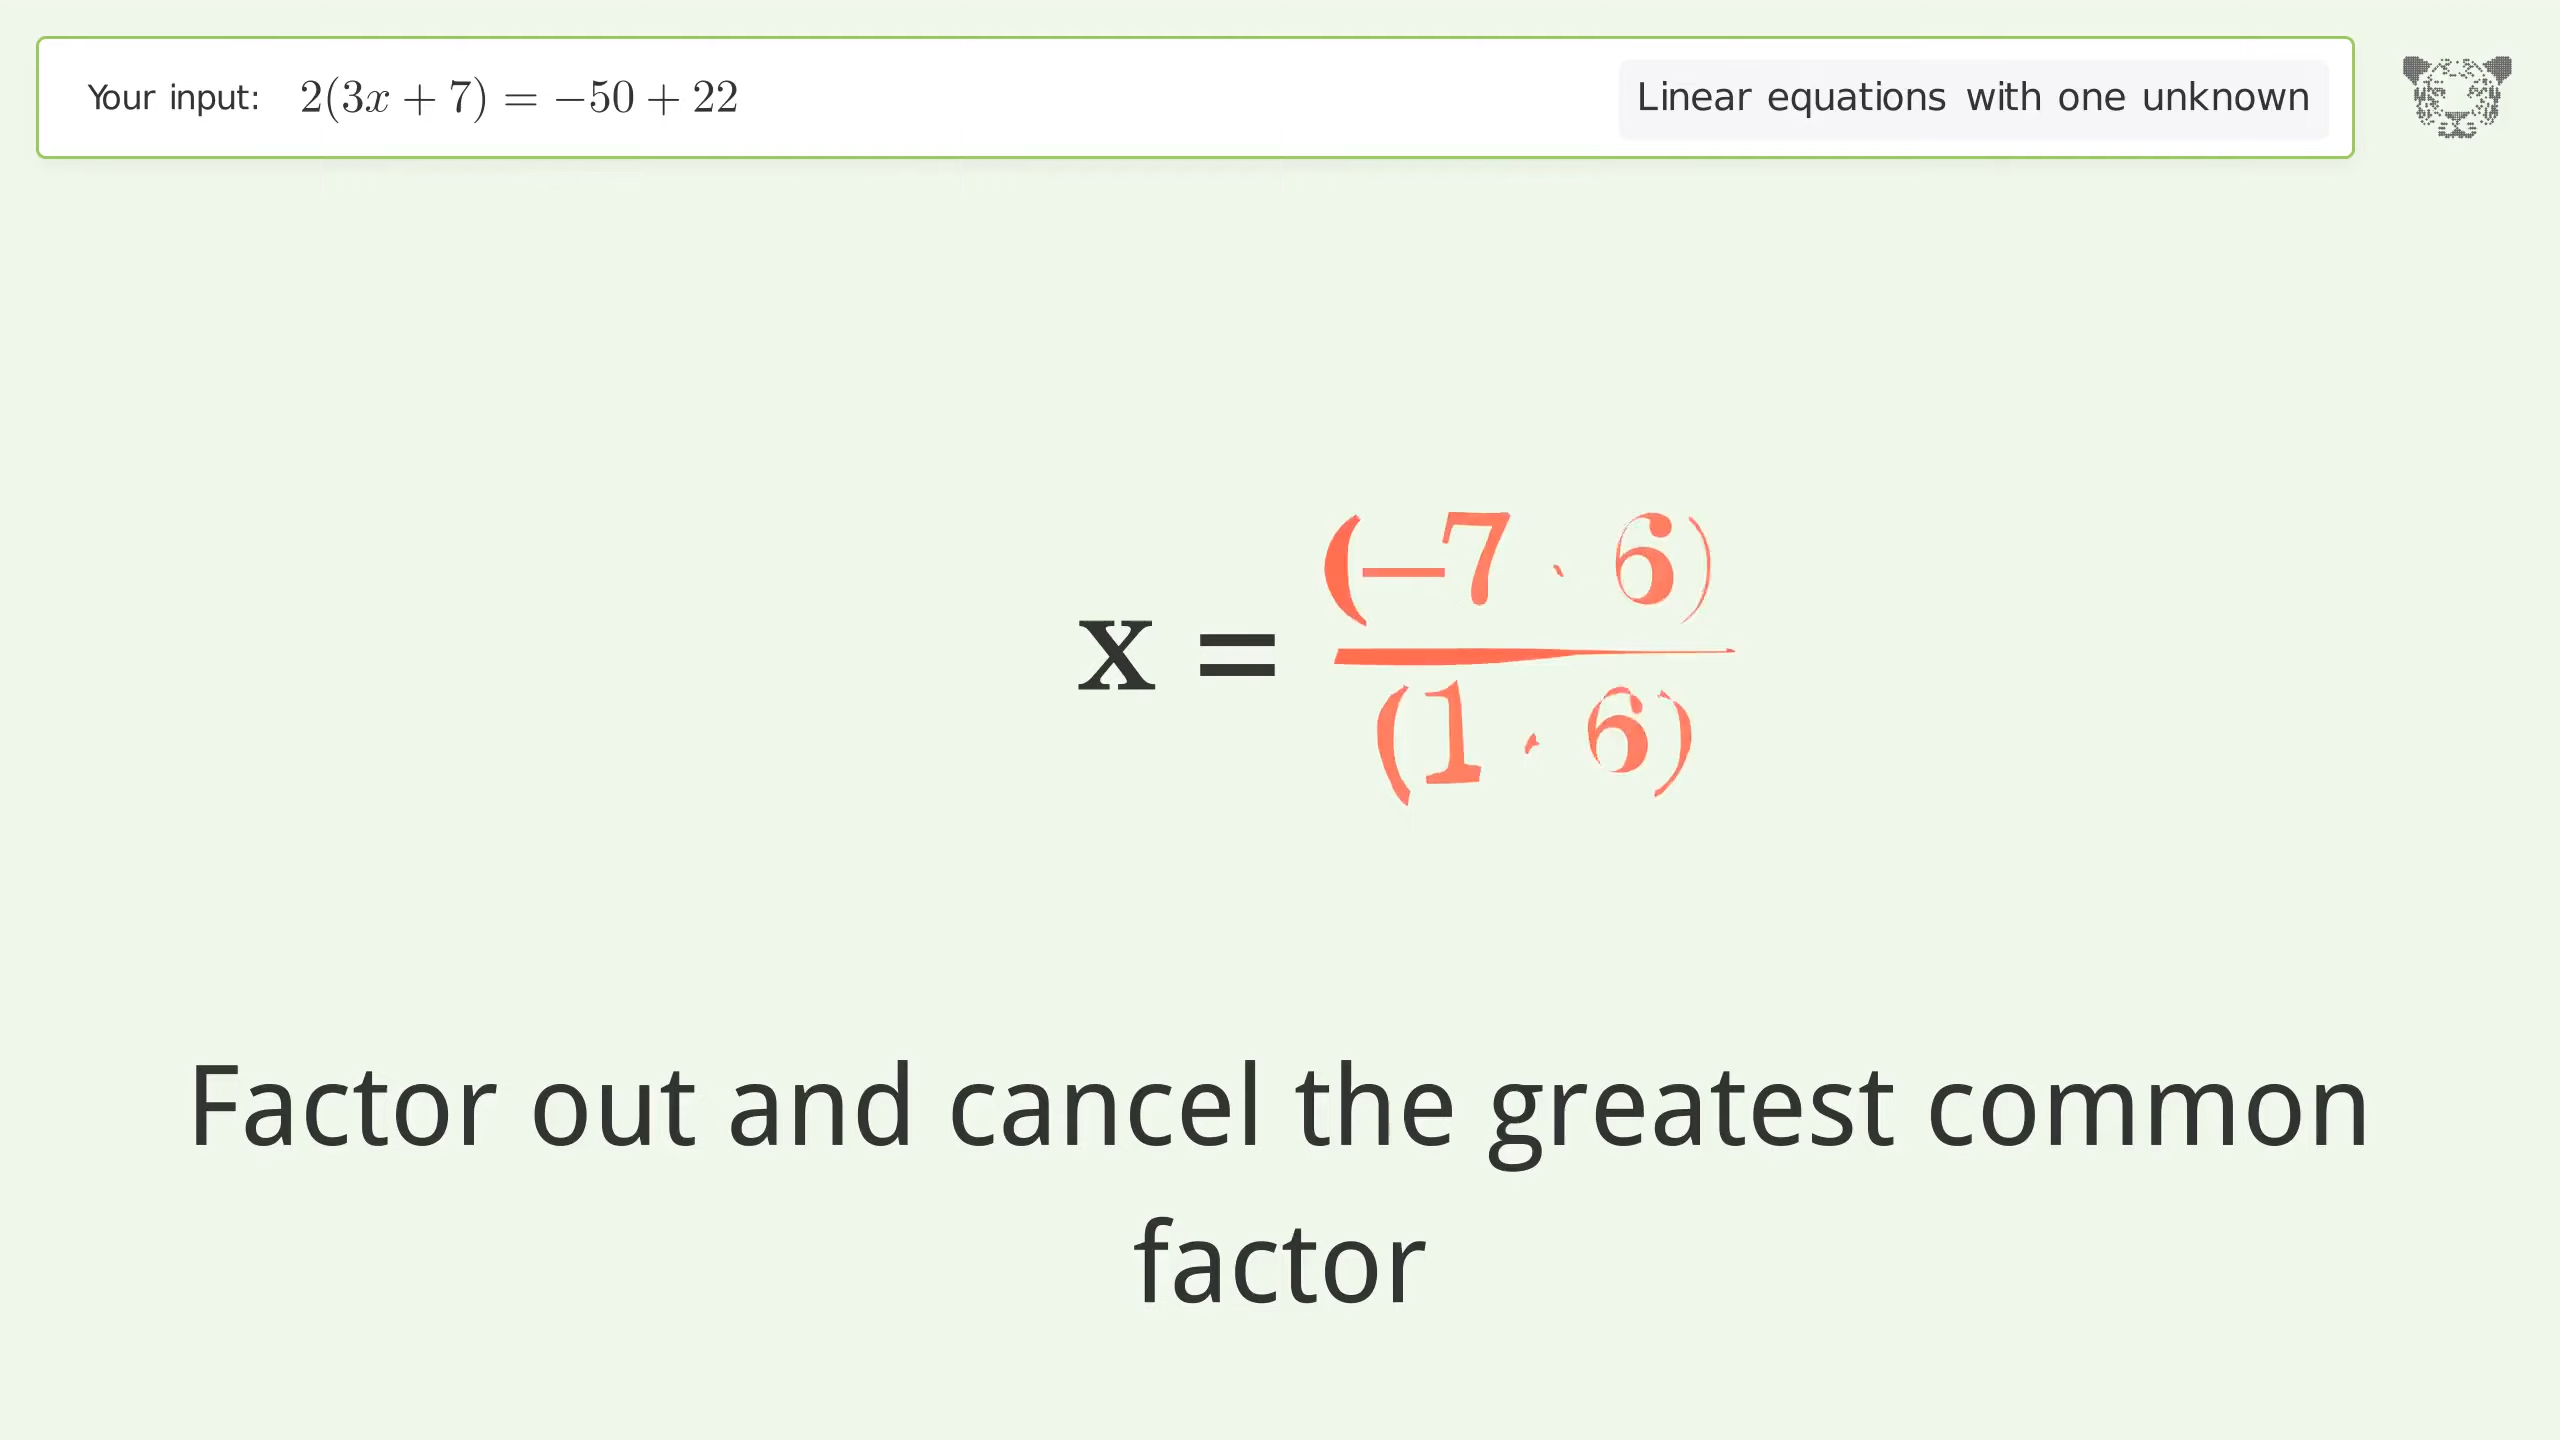 Your input: 2(3x + 7) = −50 + 22
Linear equations with one unknown
x = (−7 · 6)
(1 · 6)
Factor out and cancel the greatest common
factor